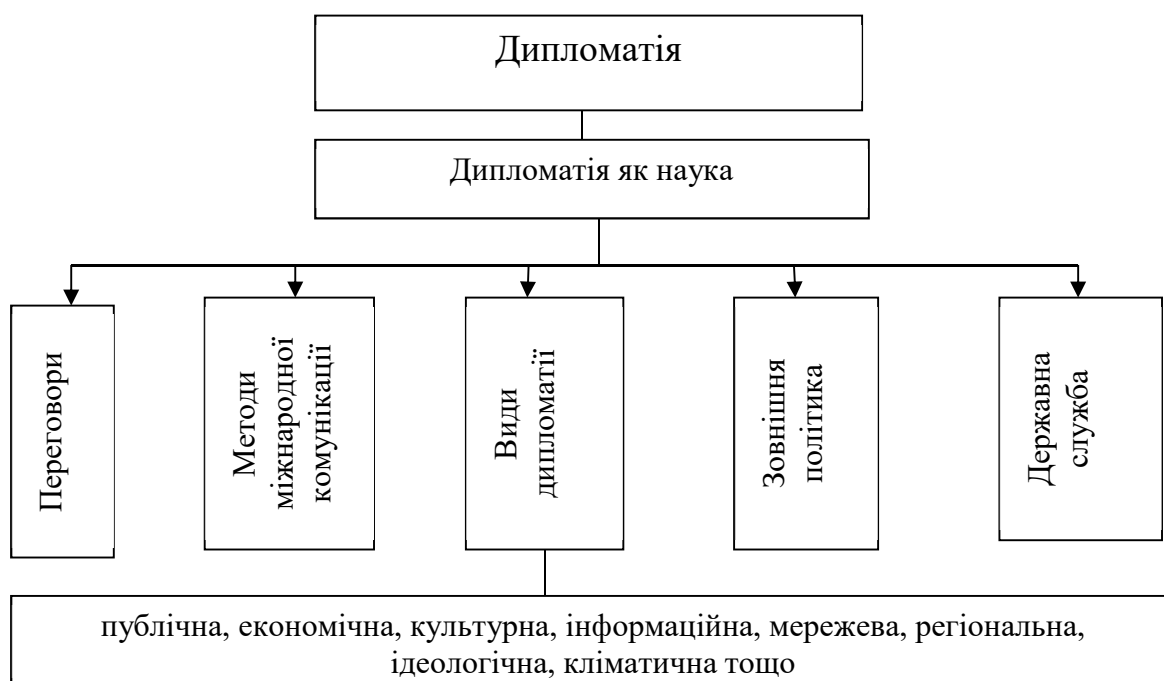 Дипломатія
Дипломатія як наука
Переговори
Методи
міжнародної
комунікації
Види
дипломатії
Зовнішня
політика
Державна
служба
публічна, економічна, культурна, інформаційна, мережева, регіональна,
ідеологічна, кліматична тощо